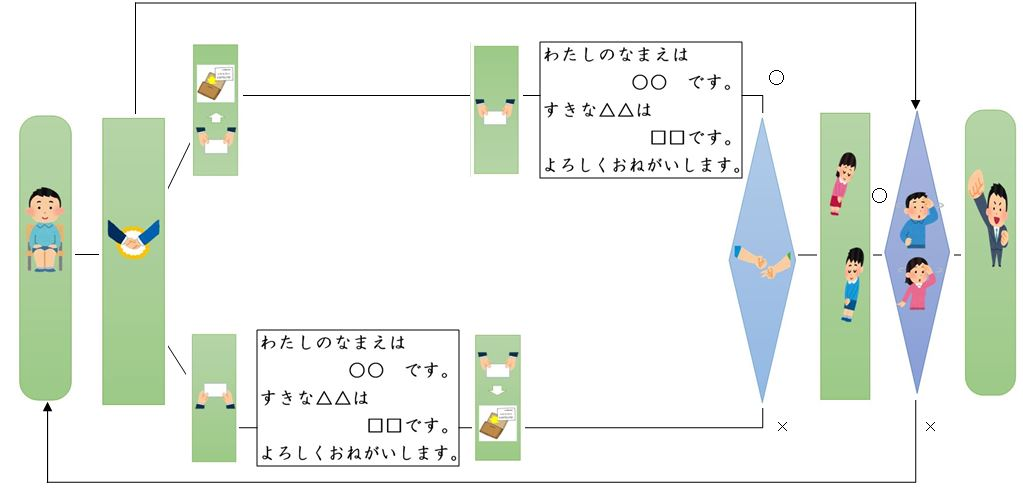 わたしのなまえは
○○　です。
すきな△△は
□□です。
よろしくおねがいします。
○
○
わたしのなまえは
○○　です。
すきな△△は
□□です。
よろしくおねがいします。
×
×